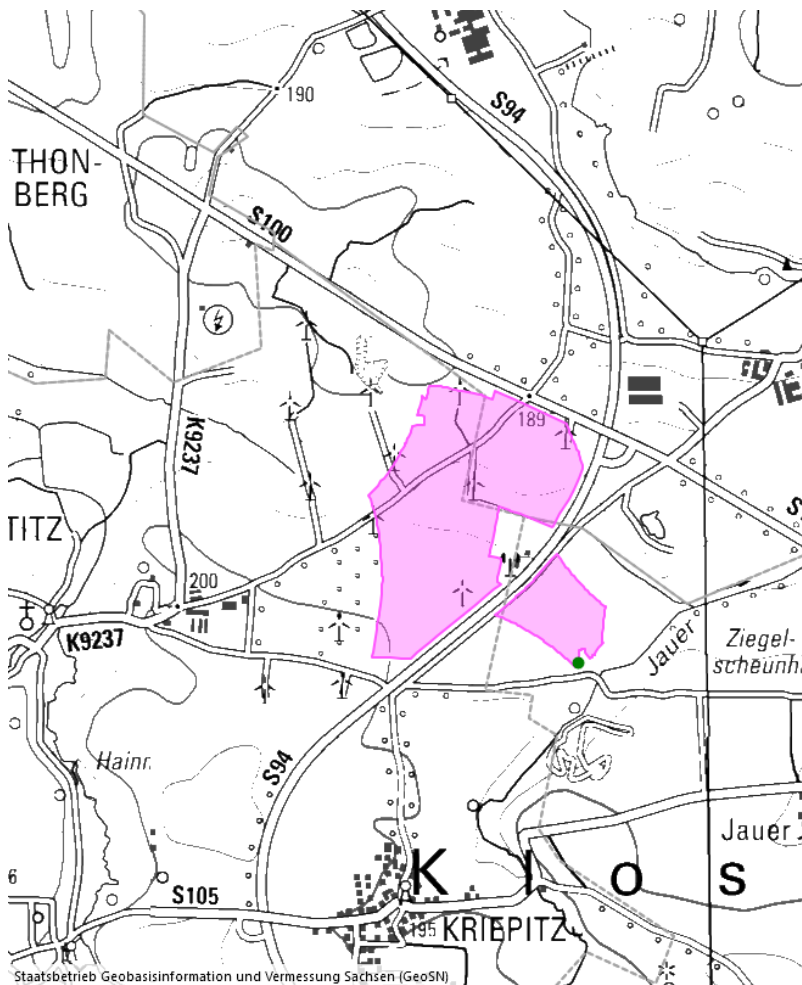 190
S94
THON-
BERG
S100
189
K9237
TITZ
200
K9237
Jauer
Ziegel-
scheunh
Hainr.
S94
Jauer
6
S105
K I O S
195
KRIEPITZ
Staatsbetrieb Geobasisinformation und Vermessung Sachsen (GeoSN)